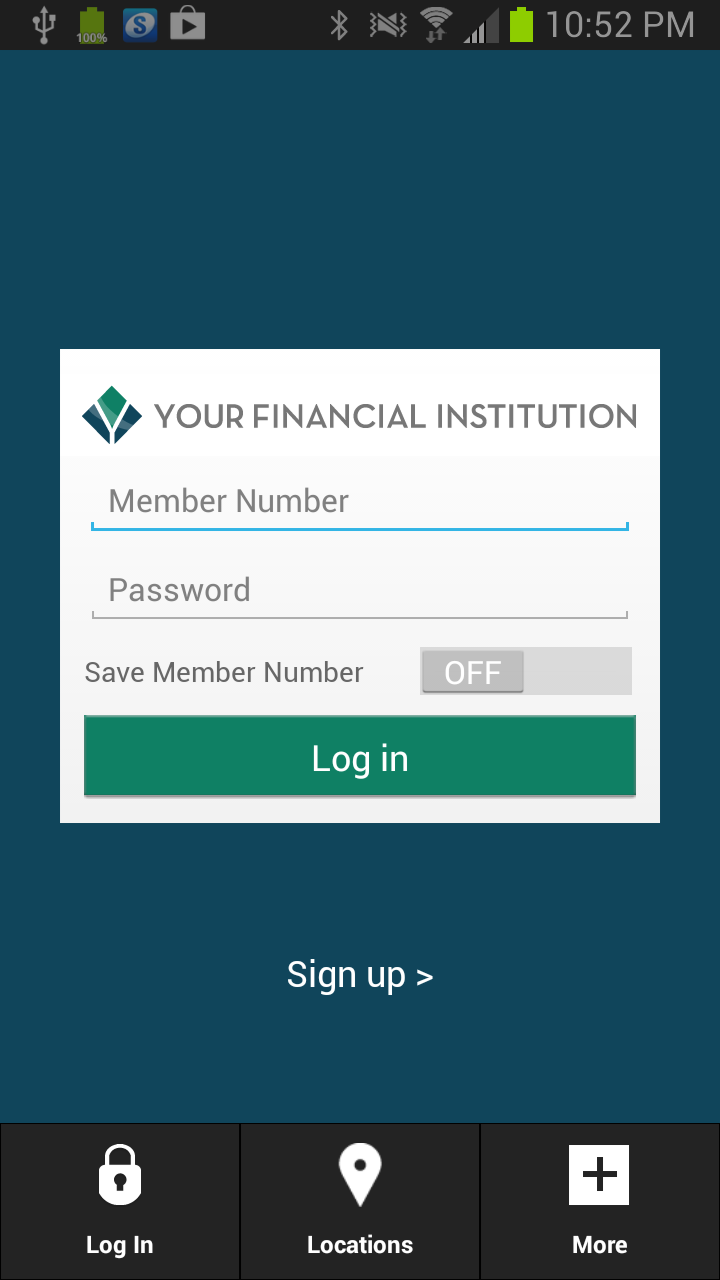 100%
10:52 PM
YOUR FINANCIAL INSTITUTION
Member Number
Password
Save Member Number OFF
Log in
Sign up >
Log In Locations More